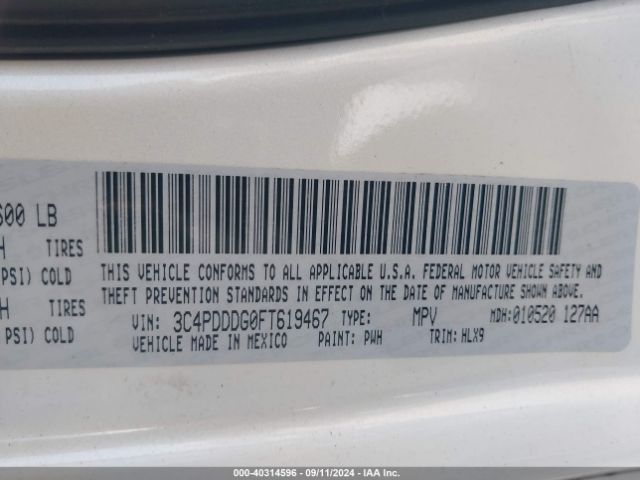 600 LB
TIRES
PSI) COLD
TIRES
PSI) COLD
THIS VEHICLE CONFORMS TO ALL APPLICABLE U.S.A. FEDERAL MOTOR VEHICLE SAFETY AND
THEFT PREVENTION STANDARDS IN EFFECT ON THE DATE OF MANUFACTURE SHOWN ABOVE.
VIN: 3C4PDDDG0FT619467 TYPE: MPV MDH: 010520 127AA
VEHICLE MADE IN MEXICO PAINT: PWH TRIM: HLX9
000-40314596 - 09/11/2024 - IAA Inc.